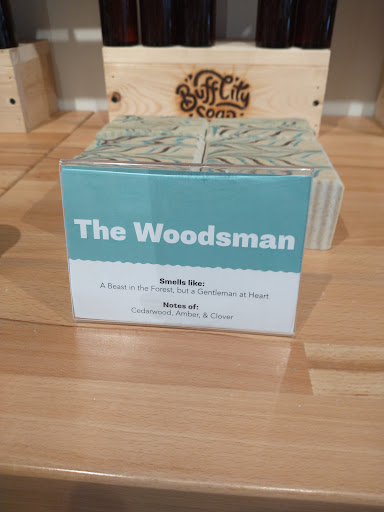 Buff City
Soap
The Woodsman
Smells like:
A Beast in the Forest, but a Gentleman at Heart
Notes of:
Cedarwood, Amber, & Clover